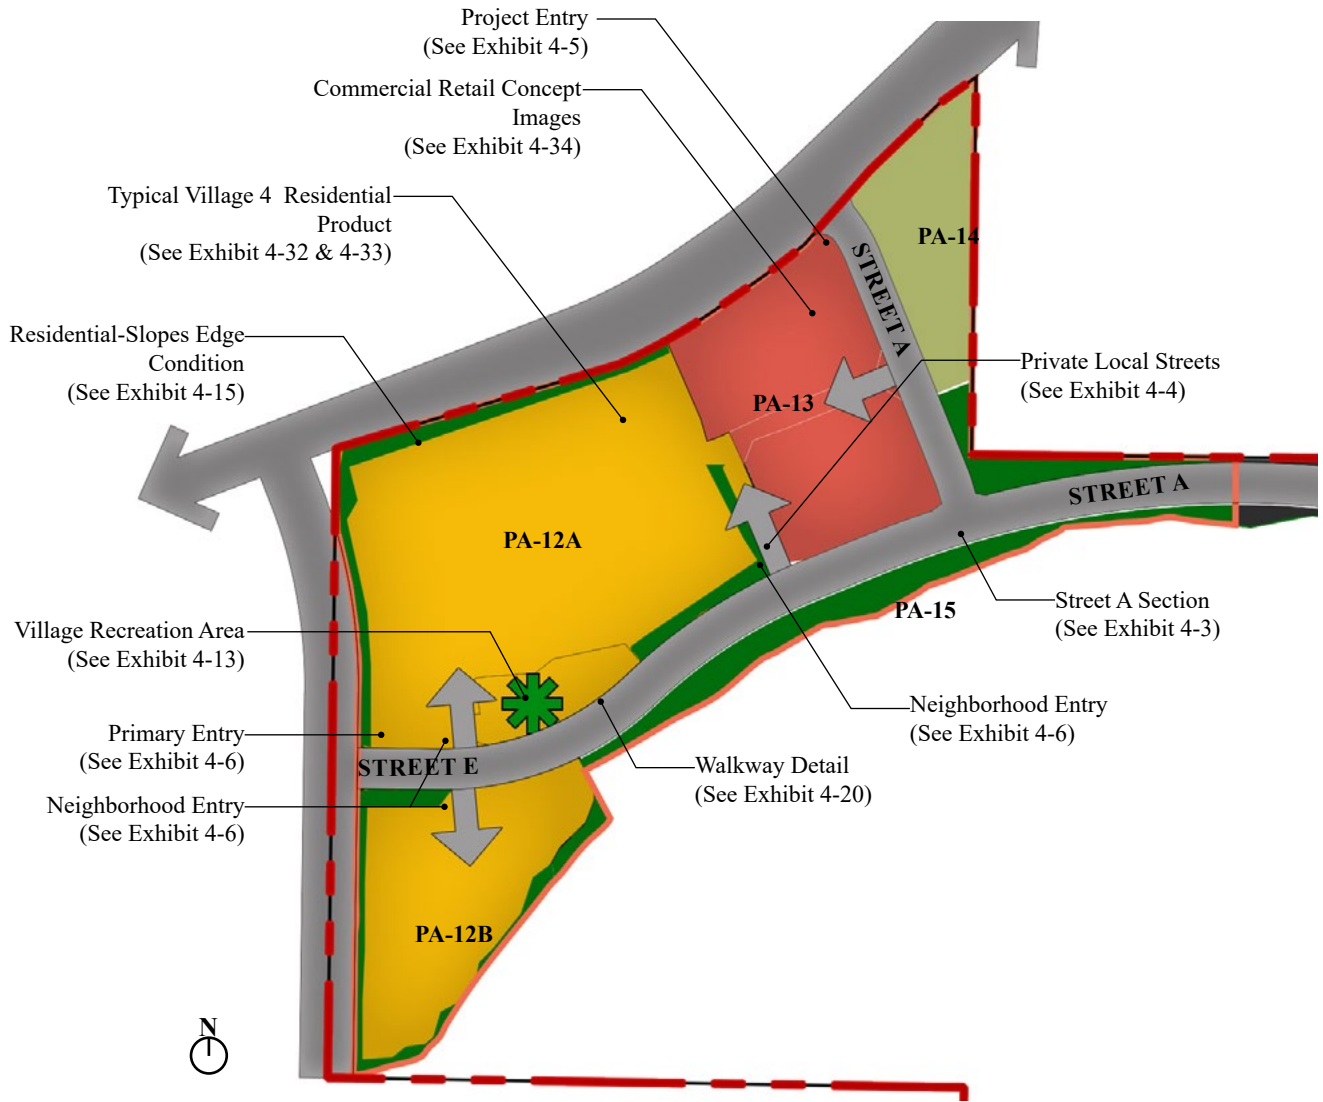 Project Entry
(See Exhibit 4-5)
Commercial Retail Concept
Images
(See Exhibit 4-34)
Typical Village 4 Residential
Product
(See Exhibit 4-32 & 4-33)
Residential-Slopes Edge
Condition
(See Exhibit 4-15)
PA-14
STREET A
Private Local Streets
(See Exhibit 4-4)
PA-13
STREET A
PA-12A
PA-15
Street A Section
(See Exhibit 4-3)
Village Recreation Area
(See Exhibit 4-13)
Neighborhood Entry
(See Exhibit 4-6)
Primary Entry
(See Exhibit 4-6)
STREET E
Walkway Detail
(See Exhibit 4-20)
Neighborhood Entry
(See Exhibit 4-6)
PA-12B
N